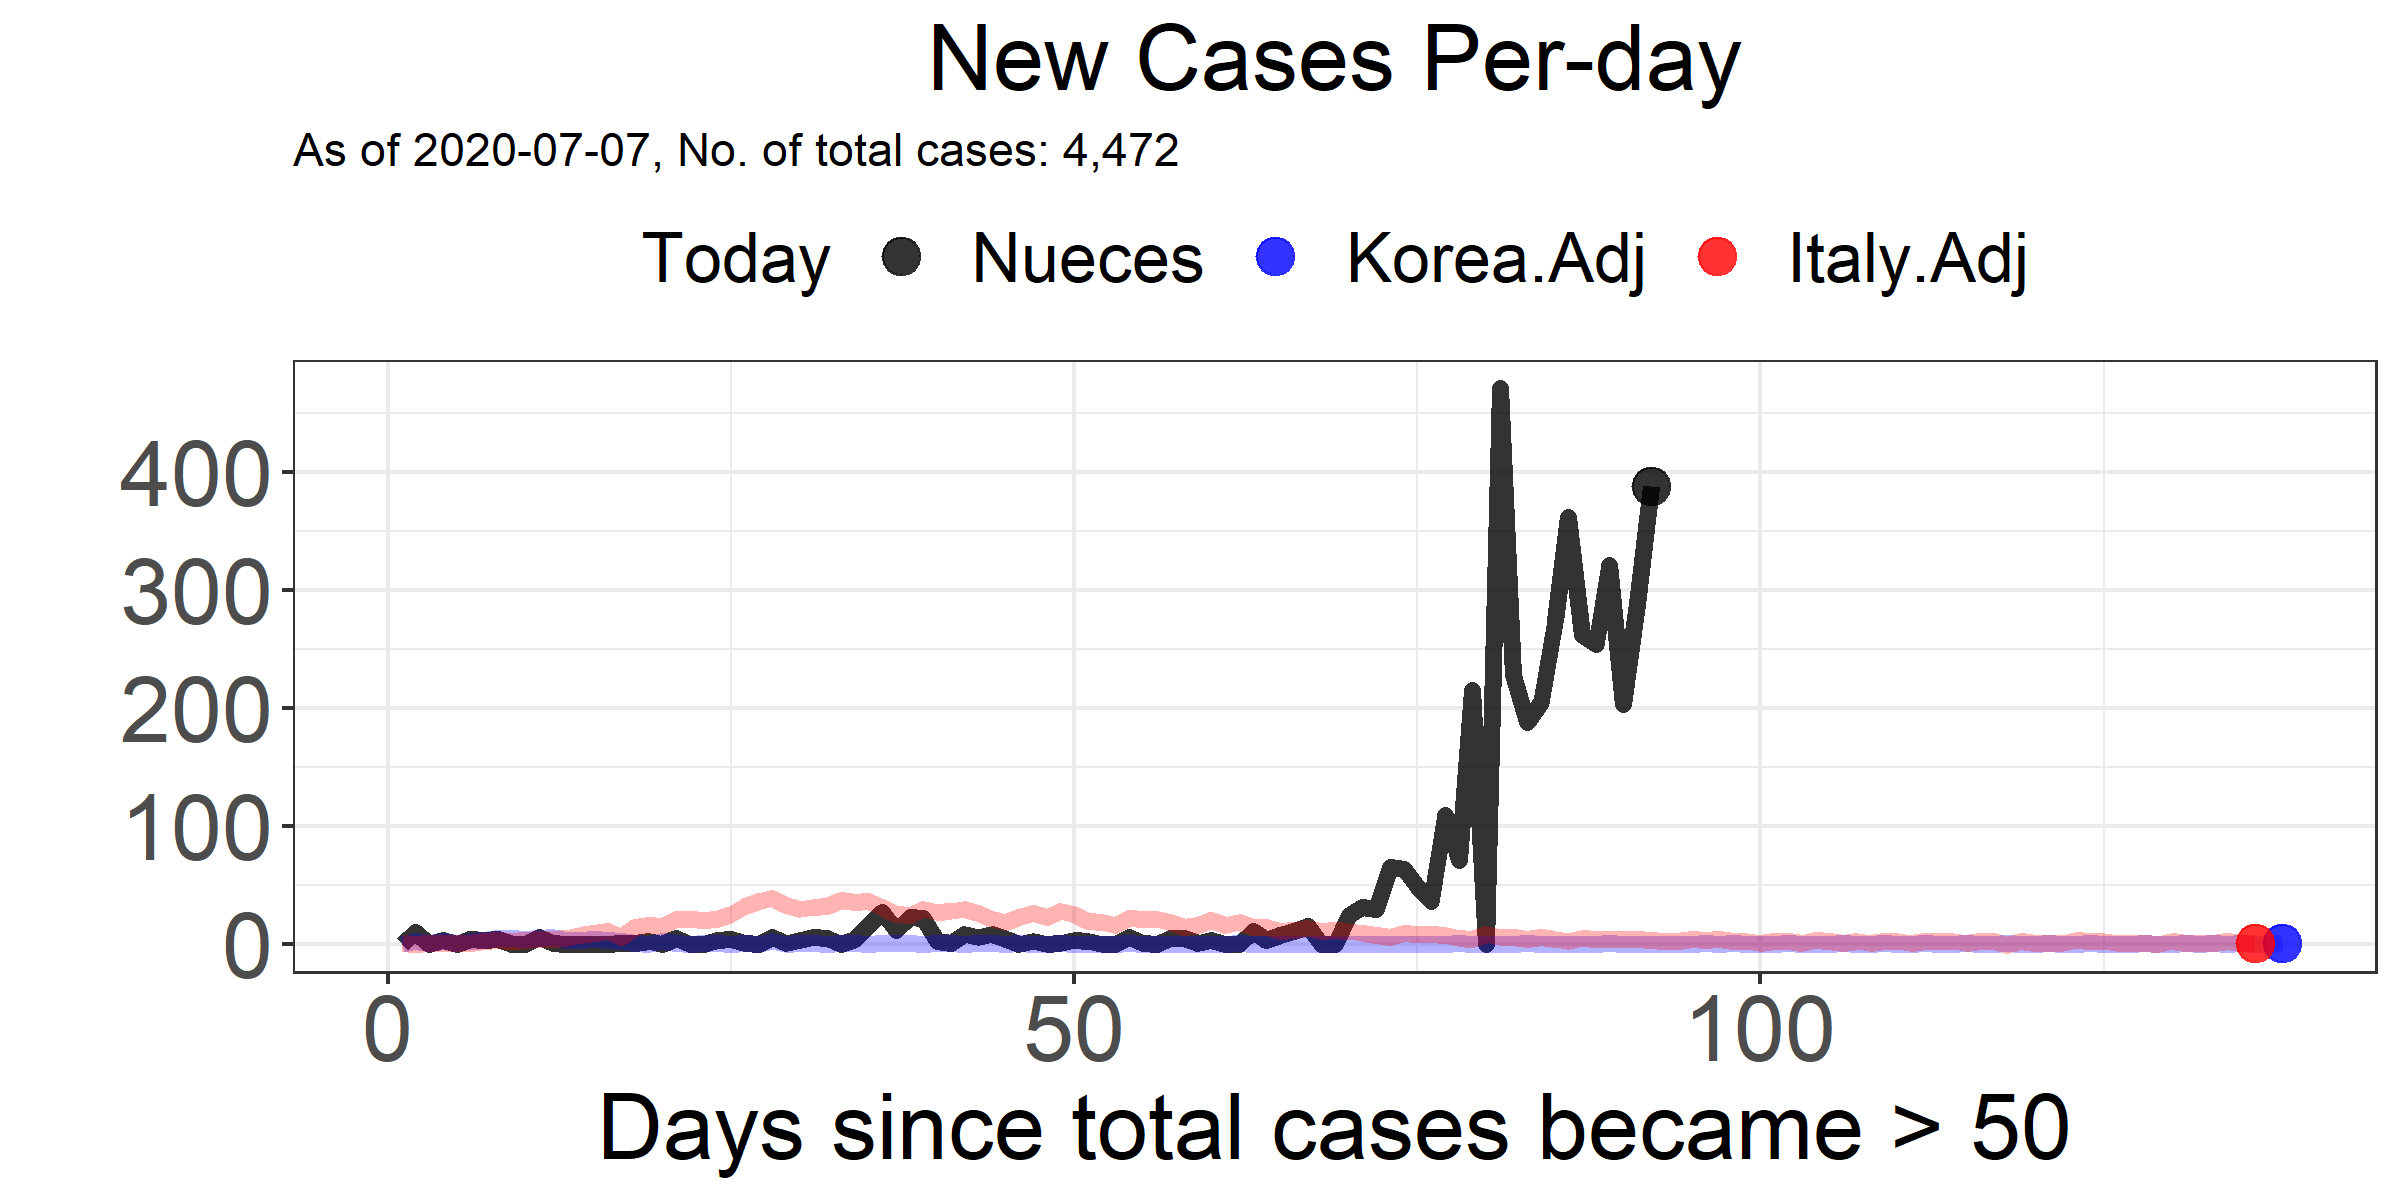 New Cases Per-day
As of 2020-07-07, No. of total cases: 4,472
Today Nueces Korea.Adj Italy.Adj
400
300
200
100
0
0 50 100
Days since total cases became > 50